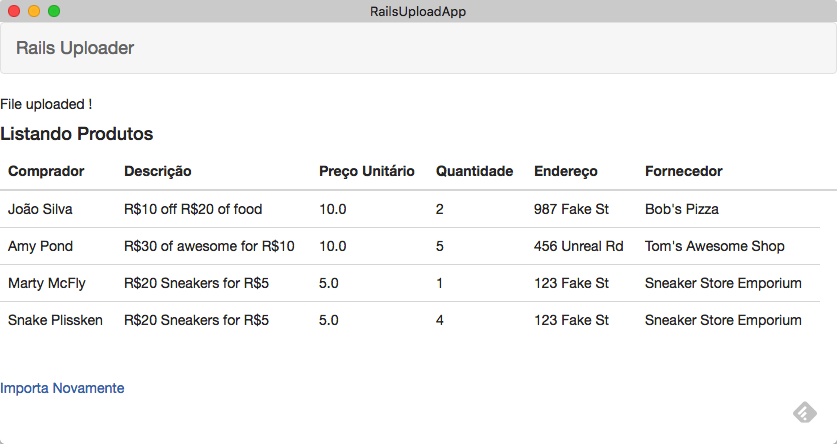 RailsUploadApp
Rails Uploader
File uploaded !
Listando Produtos
Comprador Descrição Preço Unitário Quantidade Endereço Fornecedor
João Silva R$10 off R$20 of food 10.0 2 987 Fake St Bob's Pizza
Amy Pond R$30 of awesome for R$10 10.0 5 456 Unreal Rd Tom's Awesome Shop
Marty McFly R$20 Sneakers for R$5 5.0 1 123 Fake St Sneaker Store Emporium
Snake Plissken R$20 Sneakers for R$5 5.0 4 123 Fake St Sneaker Store Emporium
Importa Novamente